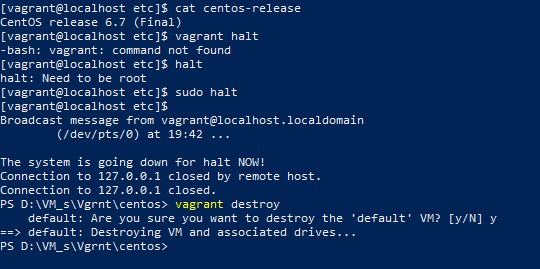 [vagrant@localhost etc]$ cat centos-release
CentOS release 6.7 (Final)
[vagrant@localhost etc]$ vagrant halt
-bash: vagrant: command not found
[vagrant@localhost etc]$ halt
halt: Need to be root
[vagrant@localhost etc]$ sudo halt
[vagrant@localhost etc]$
Broadcast message from vagrant@localhost.localdomain
        (/dev/pts/0) at 19:42 ...

The system is going down for halt NOW!
Connection to 127.0.0.1 closed by remote host.
Connection to 127.0.0.1 closed.
PS D:\VM_s\Vgrnt\centos> vagrant destroy
    default: Are you sure you want to destroy the 'default' VM? [y/N] y
==> default: Destroying VM and associated drives...
PS D:\VM_s\Vgrnt\centos>